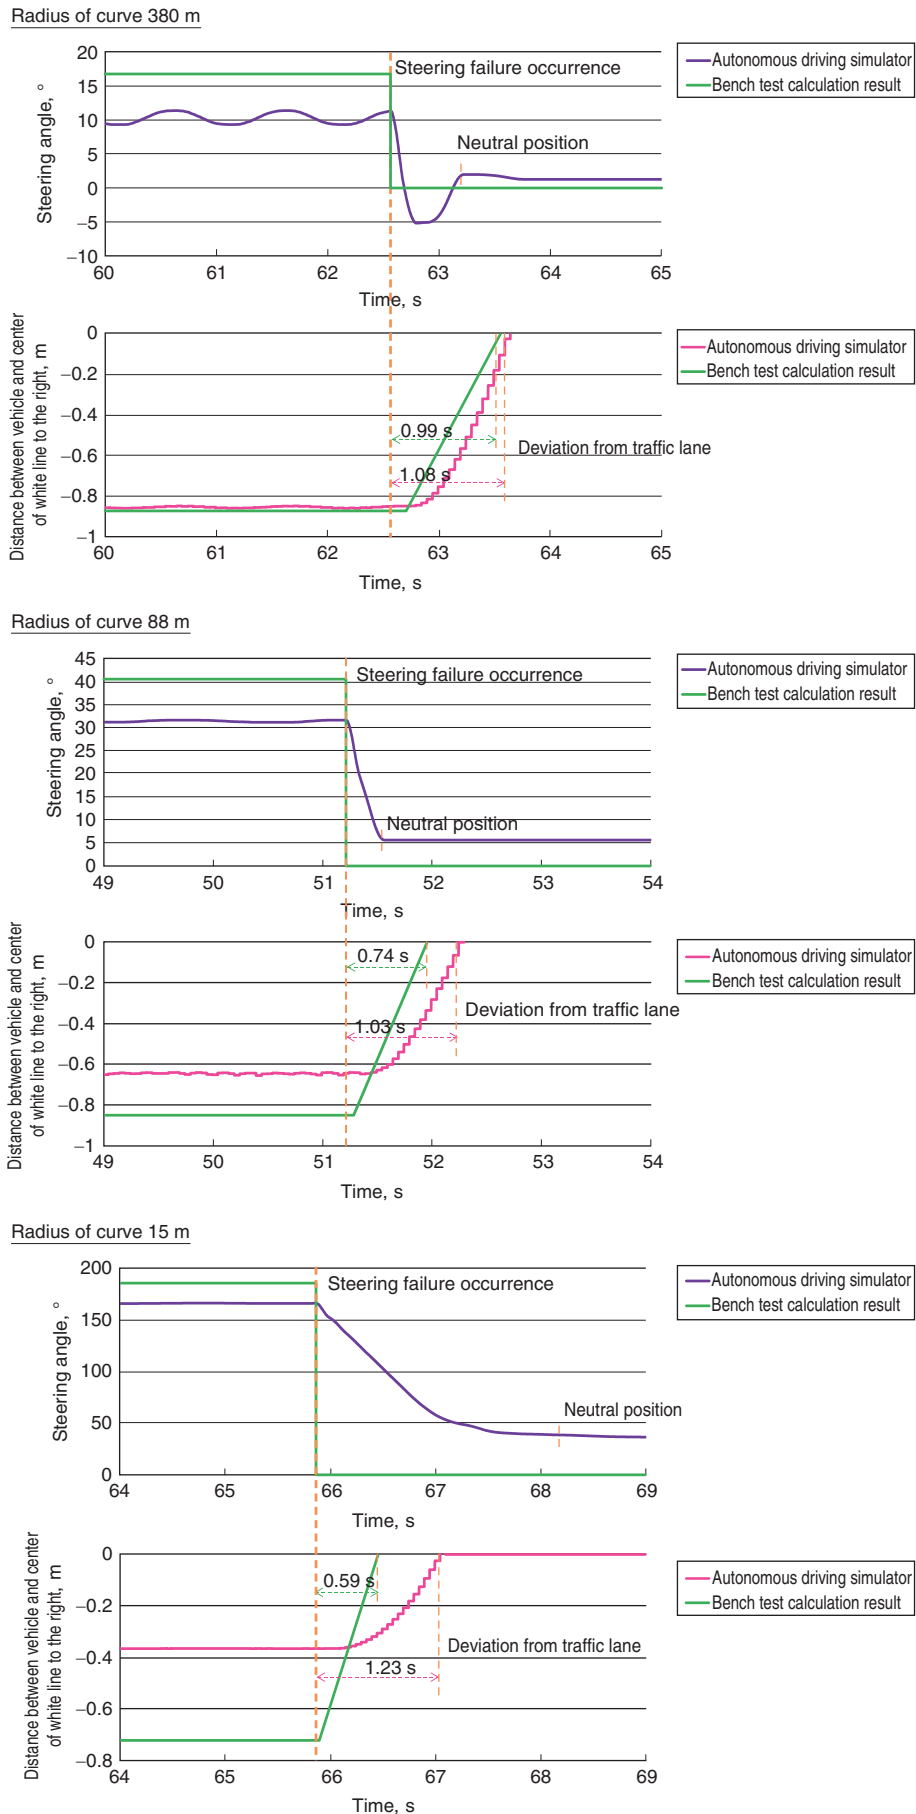 Radius of curve 380 m
20
15
10
5
0
−5
−10
Steering angle, °
Steering failure occurrence
Neutral position
60
61
62
63
64
65
Time, s
Autonomous driving simulator
Bench test calculation result
0
−0.2
−0.4
−0.6
−0.8
−1
Distance between vehicle and center
of white line to the right, m
0.99 s
1.08 s
Deviation from traffic lane
60
61
62
63
64
65
Time, s
Autonomous driving simulator
Bench test calculation result
Radius of curve 88 m
45
40
35
30
25
20
15
10
5
0
Steering angle, °
Steering failure occurrence
Neutral position
49
50
51
52
53
54
Time, s
Autonomous driving simulator
Bench test calculation result
0
−0.2
−0.4
−0.6
−0.8
−1
Distance between vehicle and center
of white line to the right, m
0.74 s
1.03 s
Deviation from traffic lane
49
50
51
52
53
54
Time, s
Autonomous driving simulator
Bench test calculation result
Radius of curve 15 m
200
150
100
50
0
Steering angle, °
Steering failure occurrence
Neutral position
64
65
66
67
68
69
Time, s
Autonomous driving simulator
Bench test calculation result
0
−0.2
−0.4
−0.6
−0.8
Distance between vehicle and center
of white line to the right, m
0.59 s
1.23 s
Deviation from traffic lane
64
65
66
67
68
69
Time, s
Autonomous driving simulator
Bench test calculation result